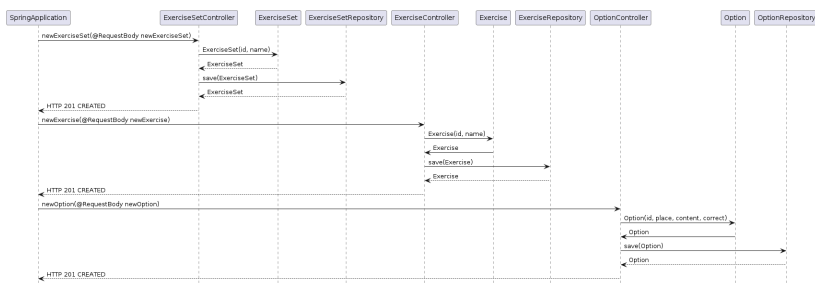 SpringApplication ExerciseSetController ExerciseSet ExerciseSetRepository ExerciseController Exercise ExerciseRepository OptionController Option OptionRepository
newExerciseSet(@RequestBody newExerciseSet)
ExerciseSet(id, name)
ExerciseSet
save(ExerciseSet)
ExerciseSet
HTTP 201 CREATED
newExercise(@RequestBody newExercise)
Exercise(id, name)
Exercise
save(Exercise)
Exercise
HTTP 201 CREATED
newOption(@RequestBody newOption)
Option(id, place, content, correct)
Option
save(Option)
Option
HTTP 201 CREATED